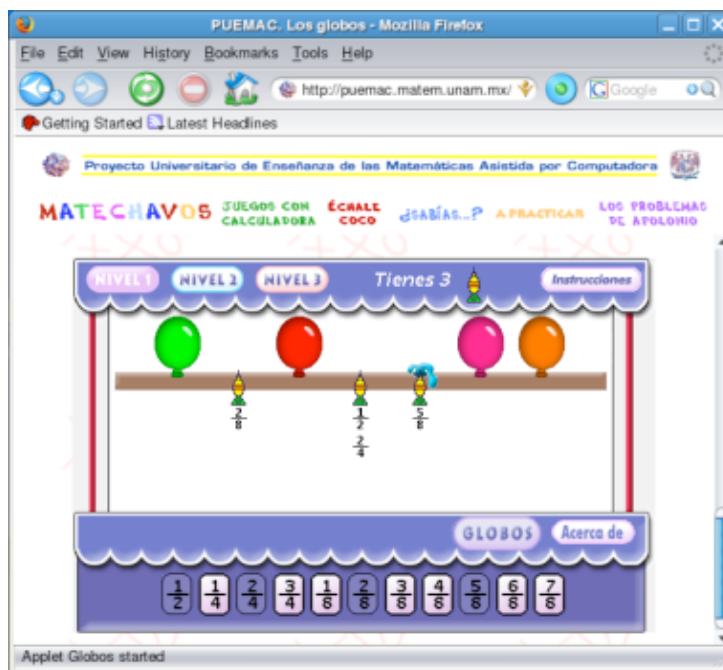 PUEMAC. Los globos - Mozilla Firefox
File Edit View History Bookmarks Tools Help
http://puemac.matem.unam.mx/ Google
Getting Started Latest Headlines
Proyecto Universitario de Enseñanza de las Matemáticas Asistida por Computadora
MATECHAVOS JUEGOS CON CALCULADORA ÉCHALE COCO ¿SABÍAS...? A PRACTICAR LOS PROBLEMAS DE APOLONIO
NIVEL 1 NIVEL 2 NIVEL 3 Tienes 3 Instrucciones
2/8 1/2 5/8
2/4
GLOBOS Acerca de
1/2 1/4 2/4 3/4 1/8 2/8 3/8 4/8 5/8 6/8 7/8
Applet Globos started